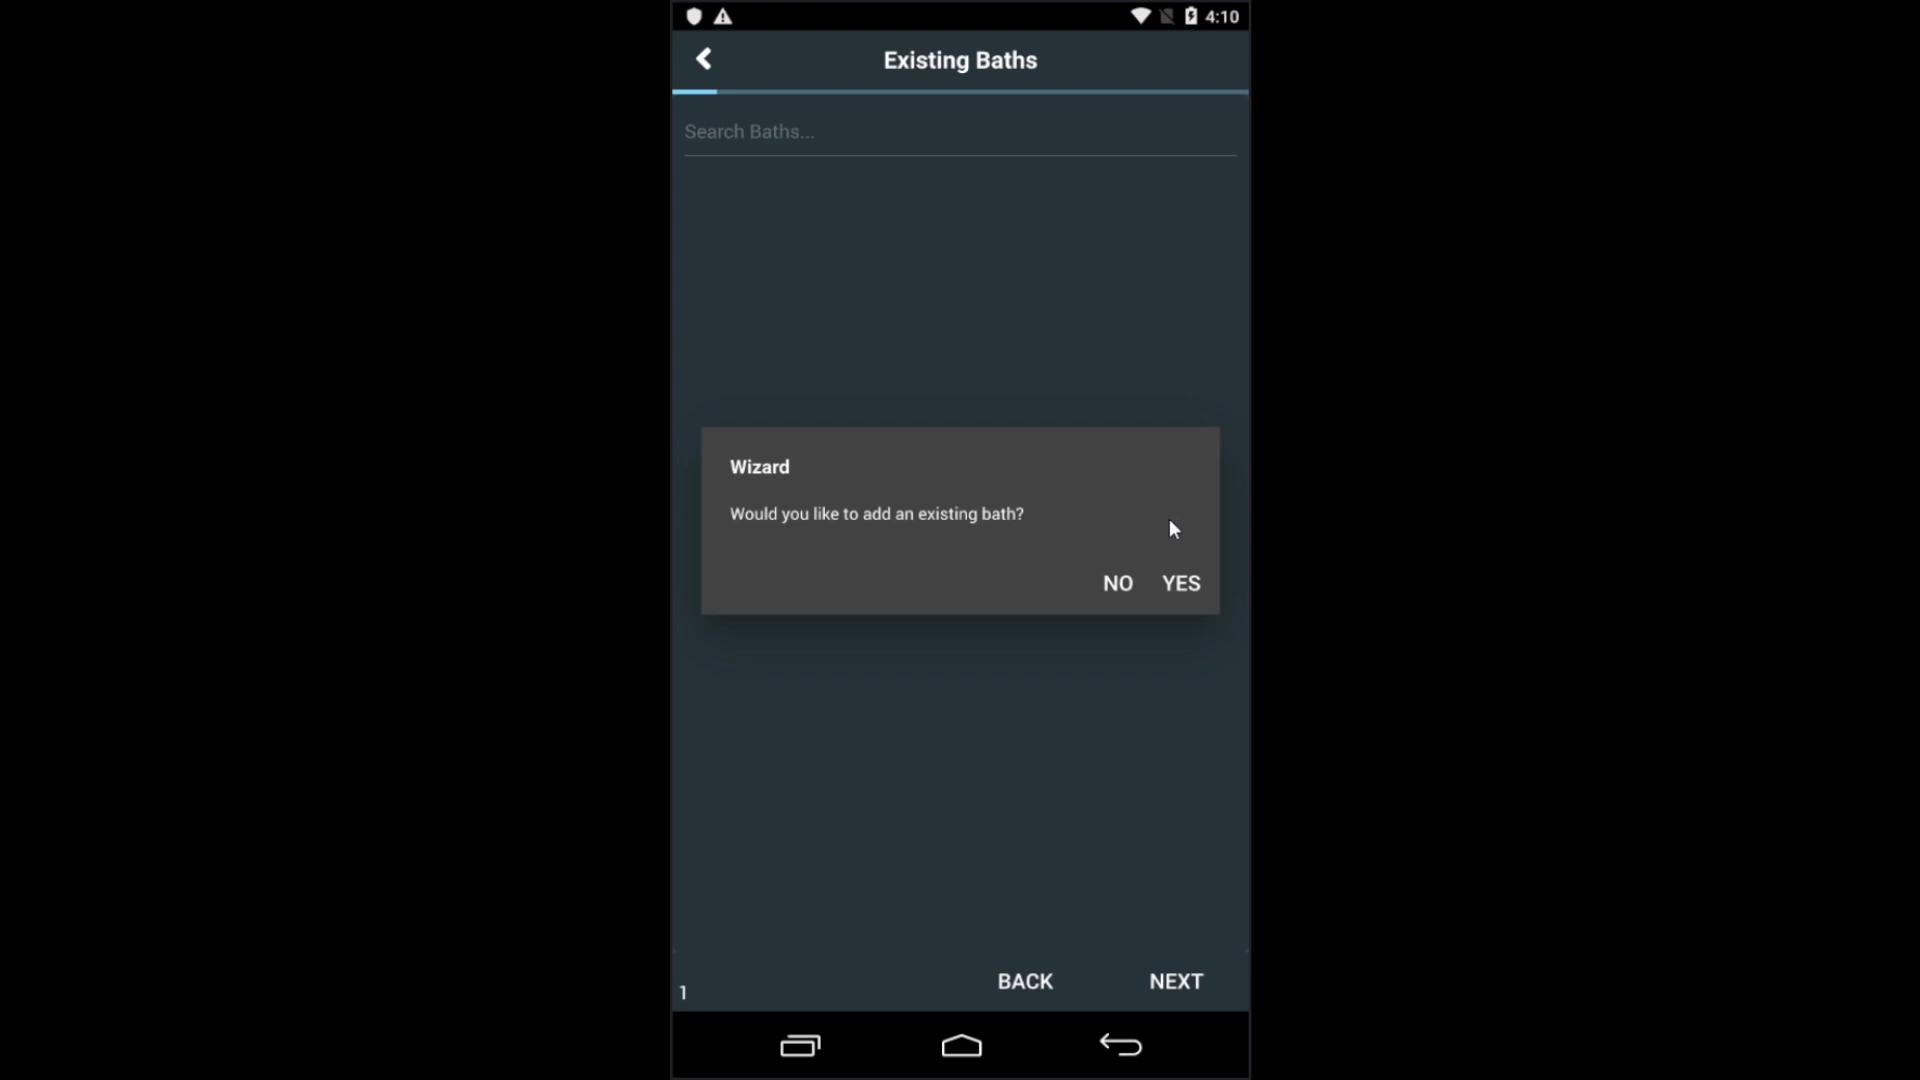 4:10
Existing Baths
Search Baths...
Wizard
Would you like to add an existing bath?
NO YES
BACK NEXT
1